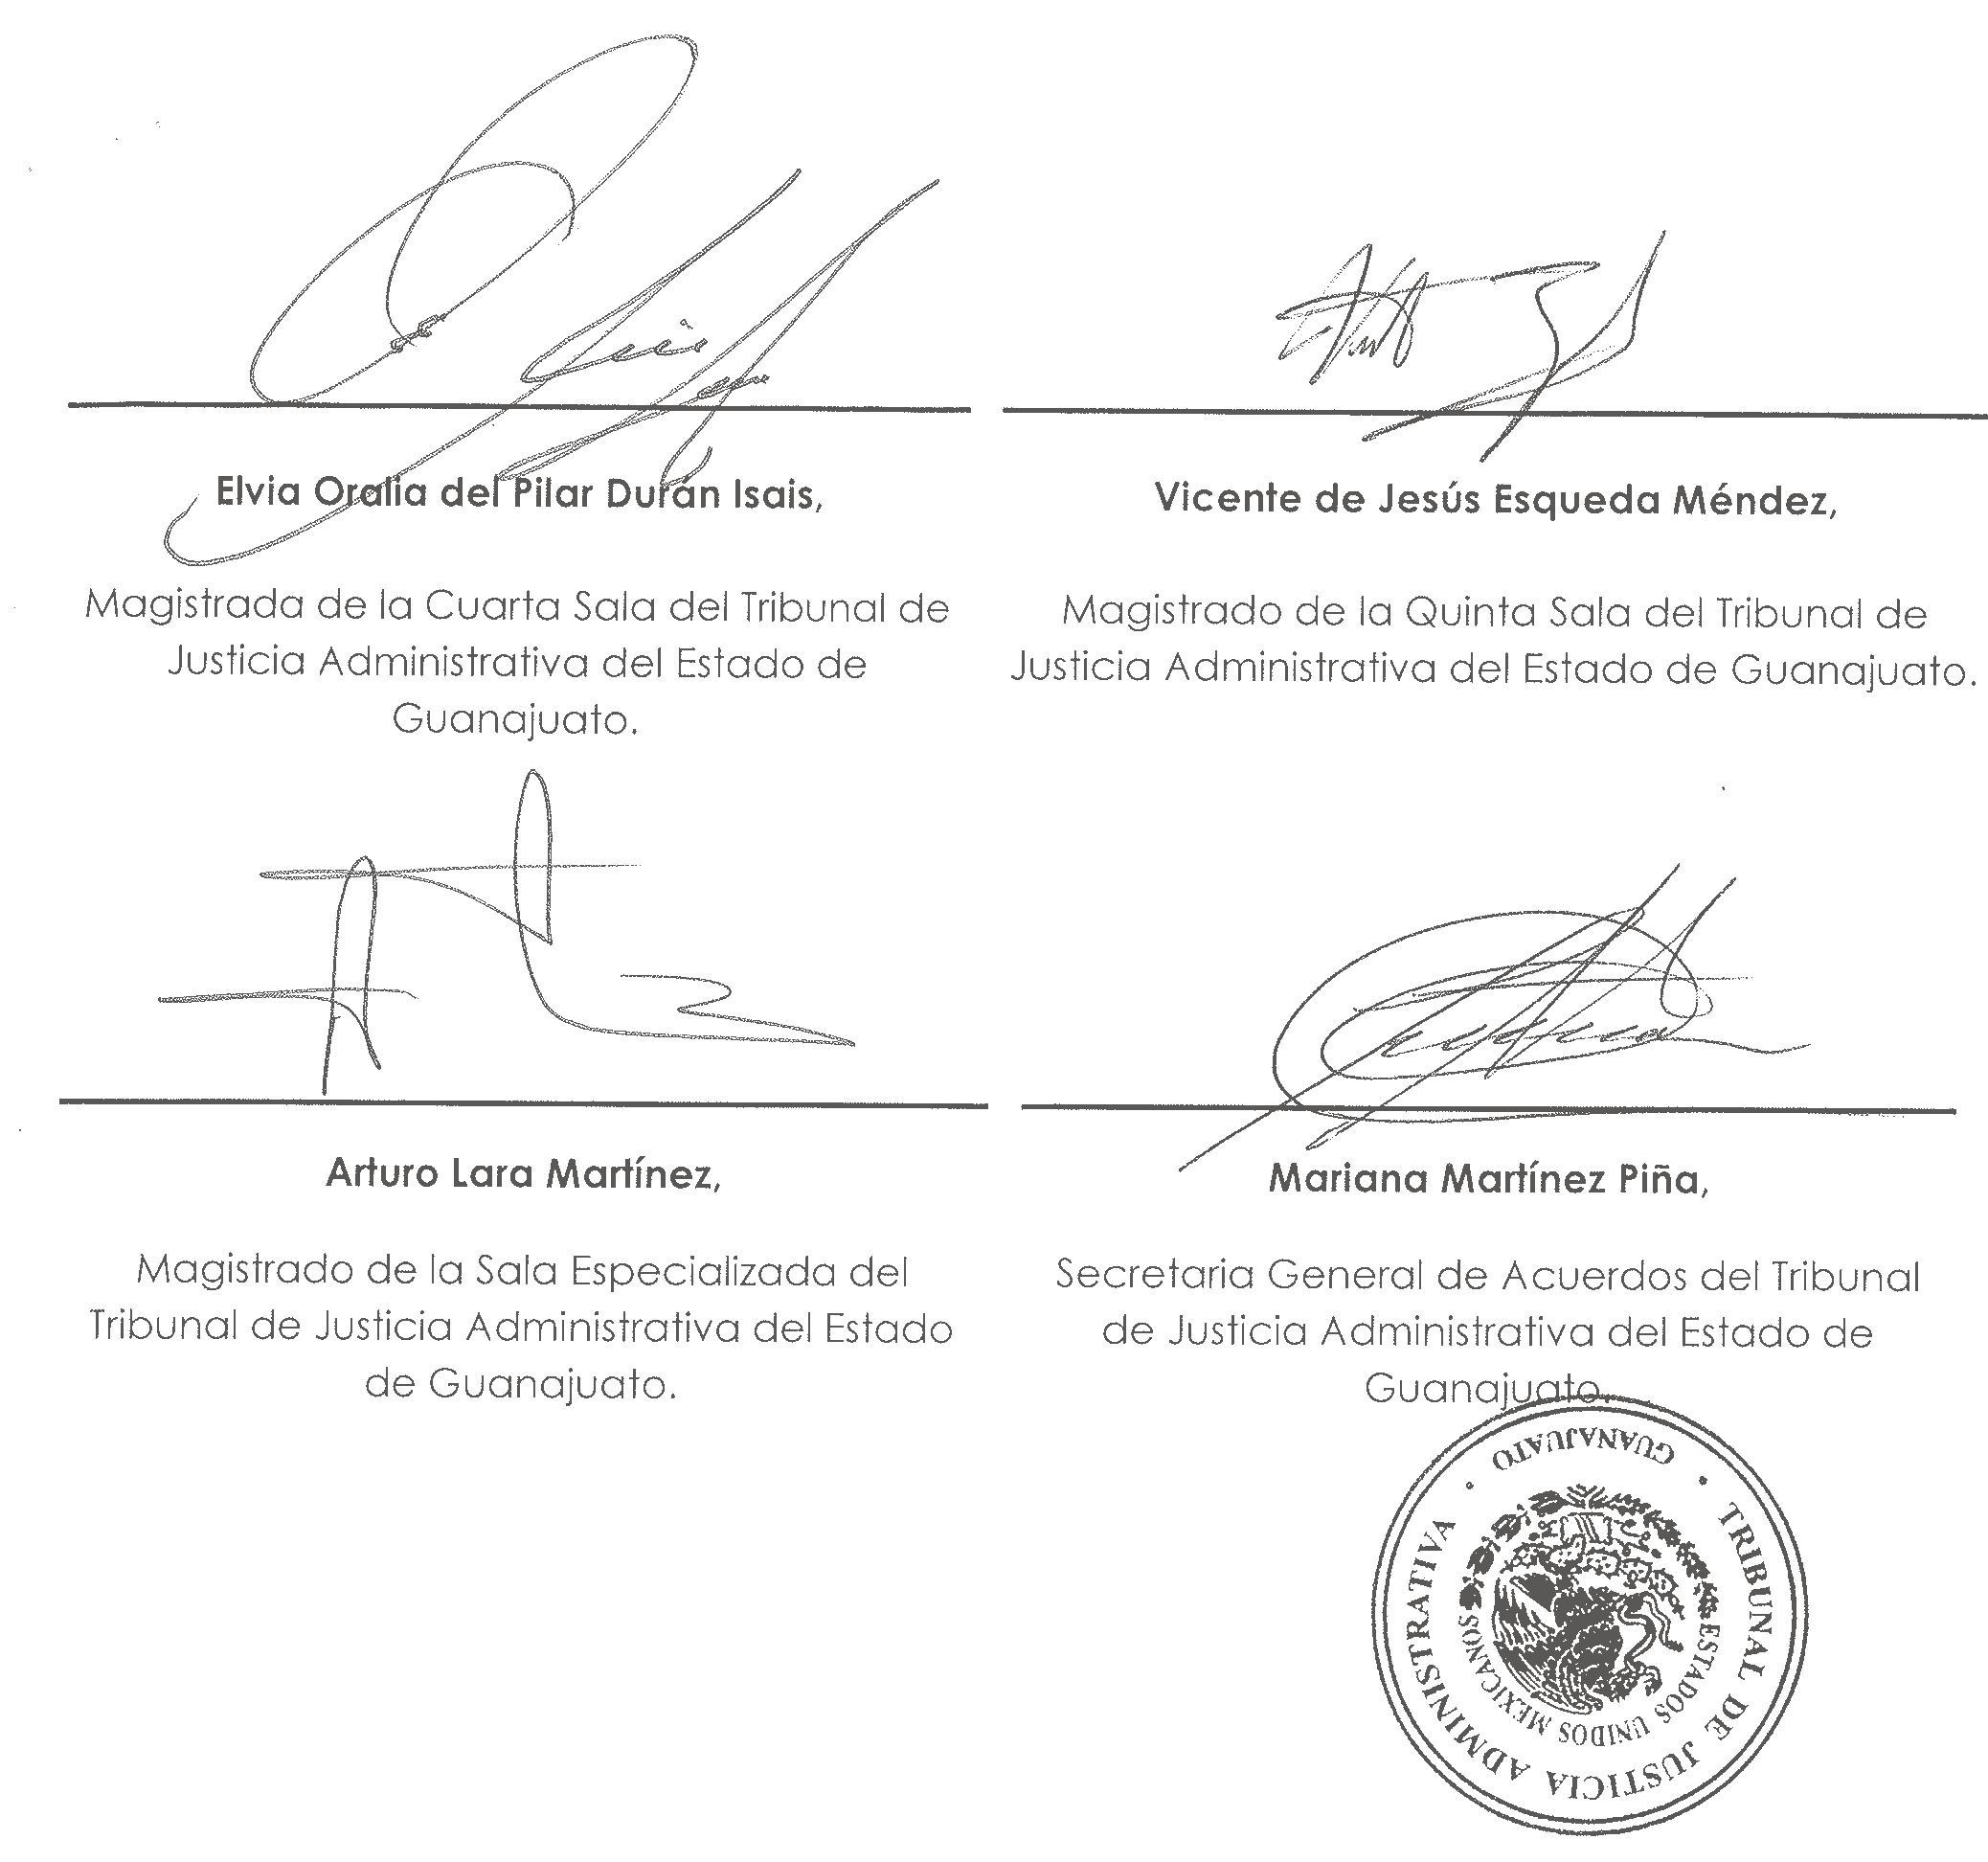 Elvia Oralia del Pilar Durán Isais,
Magistrada de la Cuarta Sala del Tribunal de
Justicia Administrativa del Estado de
Guanajuato.
Vicente de Jesús Esqueda Méndez,
Magistrado de la Quinta Sala del Tribunal de
Justicia Administrativa del Estado de Guanajuato.
Arturo Lara Martínez,
Magistrado de la Sala Especializada del
Tribunal de Justicia Administrativa del Estado
de Guanajuato.
Mariana Martínez Piña,
Secretaria General de Acuerdos del Tribunal
de Justicia Administrativa del Estado de
Guanajuato.
TRIBUNAL DE JUSTICIA ADMINISTRATIVA
GUANAJUATO
ESTADOS UNIDOS MEXICANOS